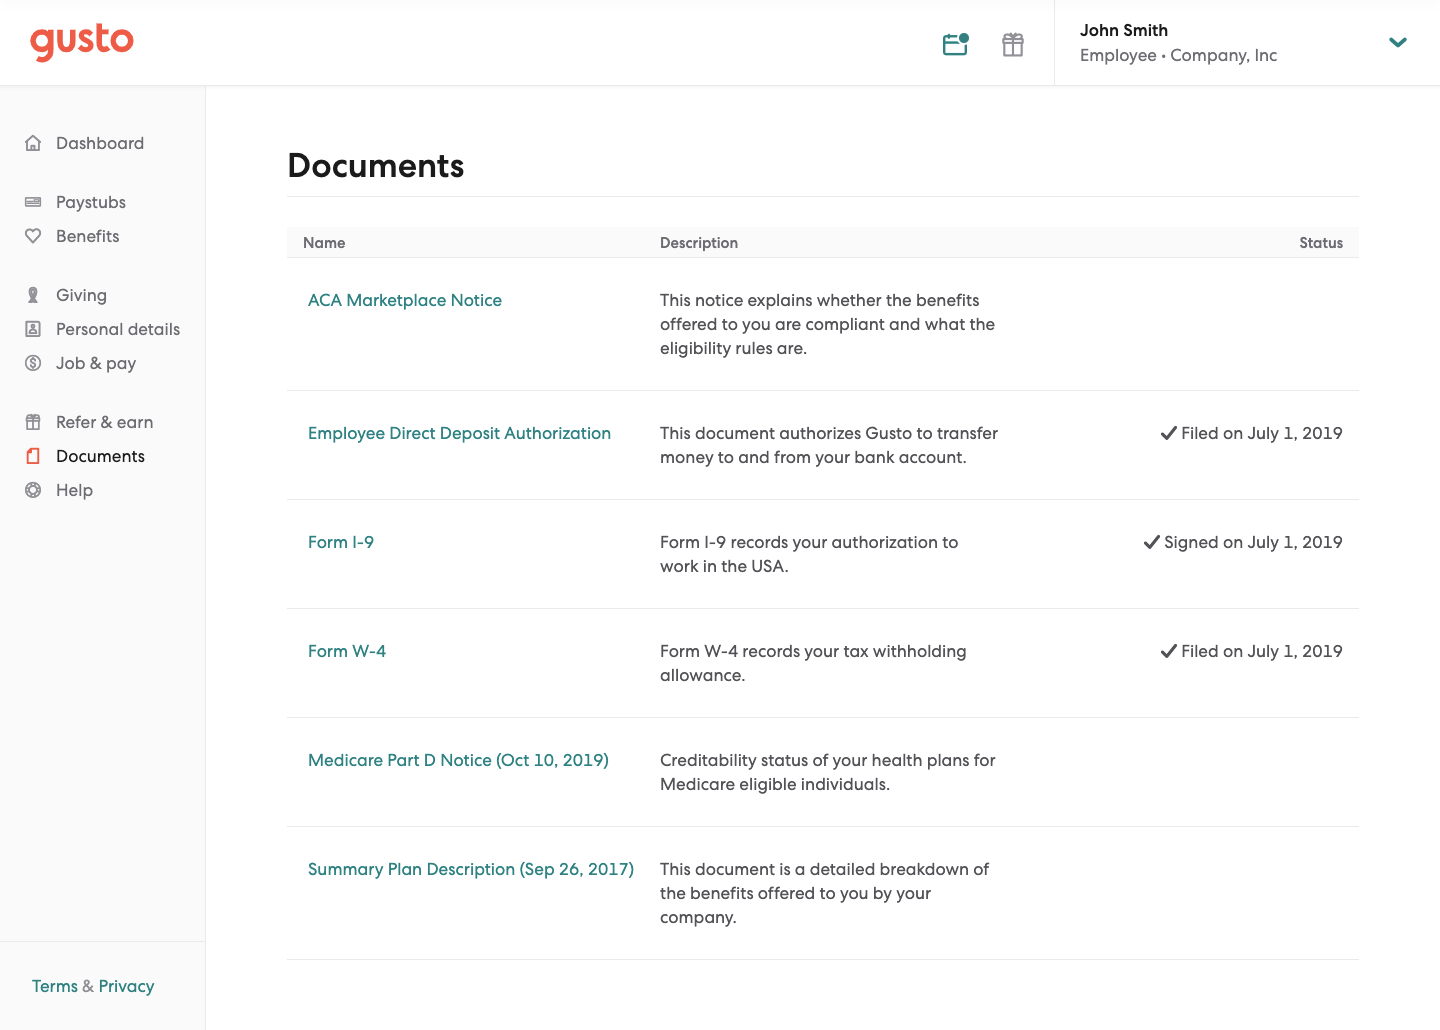 gusto
John Smith
Employee • Company, Inc
Dashboard
Paystubs
Benefits
Giving
Personal details
Job & pay
Refer & earn
Documents
Help
Terms & Privacy
Documents
Name Description Status
ACA Marketplace Notice
This notice explains whether the benefits
offered to you are compliant and what the
eligibility rules are.
Employee Direct Deposit Authorization
This document authorizes Gusto to transfer
money to and from your bank account.
Filed on July 1, 2019
Form I-9
Form I-9 records your authorization to
work in the USA.
Signed on July 1, 2019
Form W-4
Form W-4 records your tax withholding
allowance.
Filed on July 1, 2019
Medicare Part D Notice (Oct 10, 2019)
Creditability status of your health plans for
Medicare eligible individuals.
Summary Plan Description (Sep 26, 2017)
This document is a detailed breakdown of
the benefits offered to you by your
company.